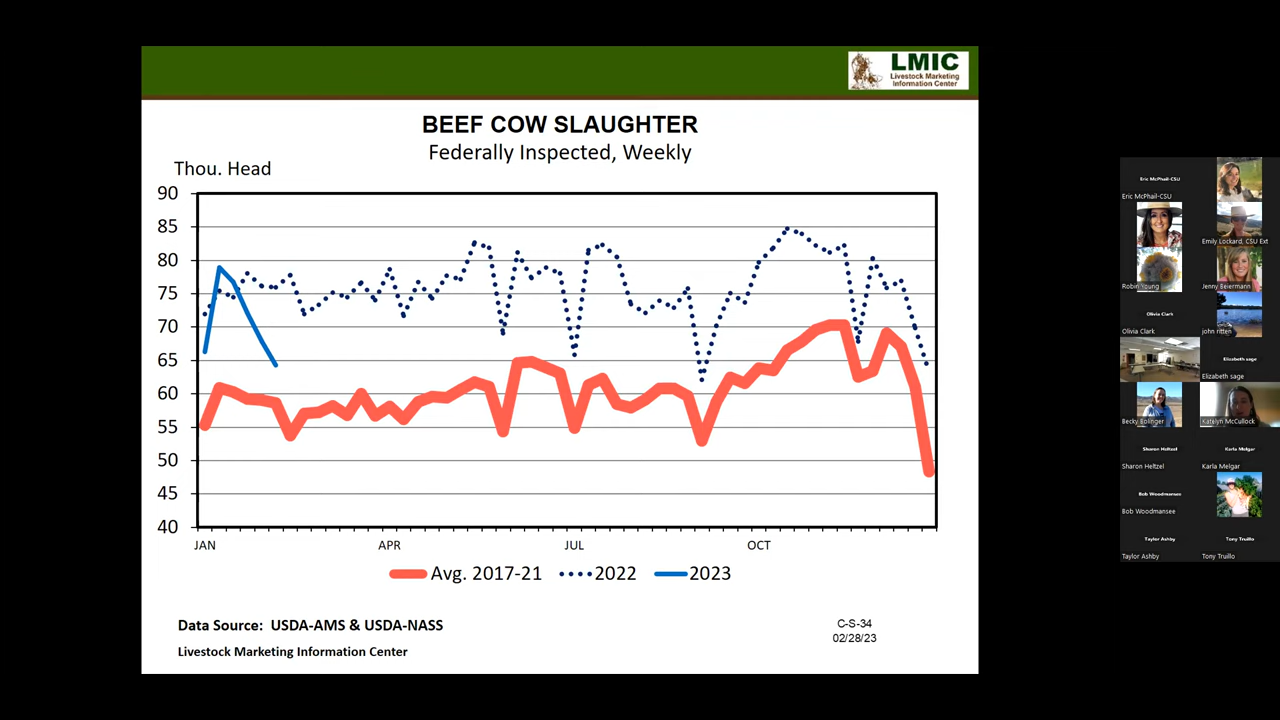 LMIC
Livestock Marketing
Information Center
BEEF COW SLAUGHTER
Federally Inspected, Weekly
Thou. Head
90
85
80
75
70
65
60
55
50
45
40
JAN
APR
JUL
OCT
Avg. 2017-21
2022
2023
Data Source: USDA-AMS & USDA-NASS
C-S-34
02/28/23
Livestock Marketing Information Center
Eric McPhail-CSU
Eric McPhail-CSU
Emily Lockard, CSU Ext
Robin Young
Jenny Beiermann
Olivia Clark
Olivia Clark
john ritten
Elizabeth sage
Elizabeth sage
Becky Edlinger
Katelyn McCullock
Sharon Heltzel
Karla Melgar
Sharon Heltzel
Karla Melgar
Bob Woodmansee
Bob Woodmansee
Taylor Ashby
Tony Truillo
Taylor Ashby
Tony Truillo